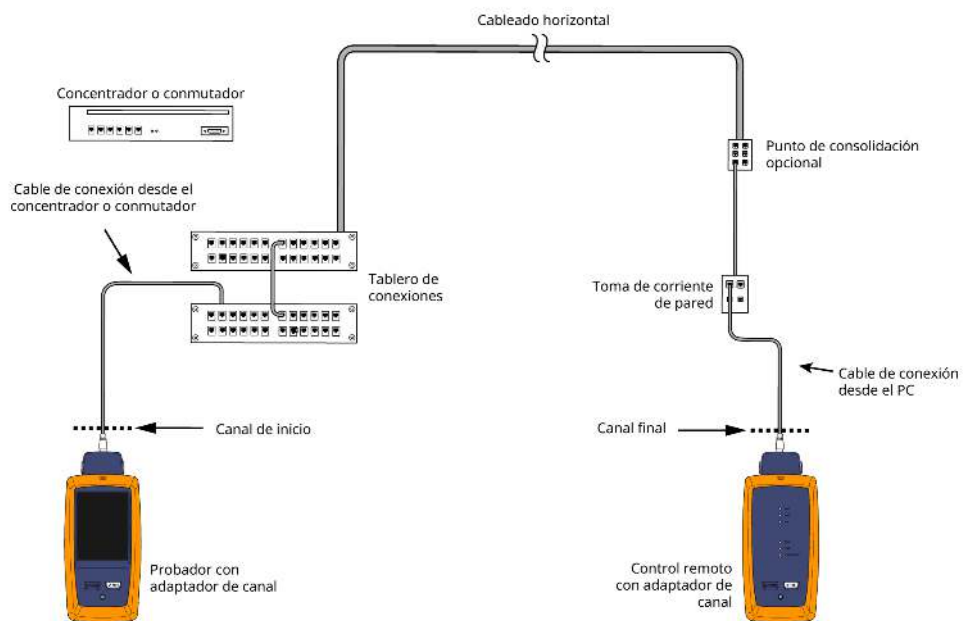 Cableado horizontal
Concentrador o conmutador
Punto de consolidación
opcional
Cable de conexión desde el
concentrador o conmutador
Tablero de
conexiones
Toma de corriente
de pared
Cable de conexión
desde el PC
Canal de inicio
Canal final
Probador con
adaptador de canal
Control remoto
con adaptador de
canal